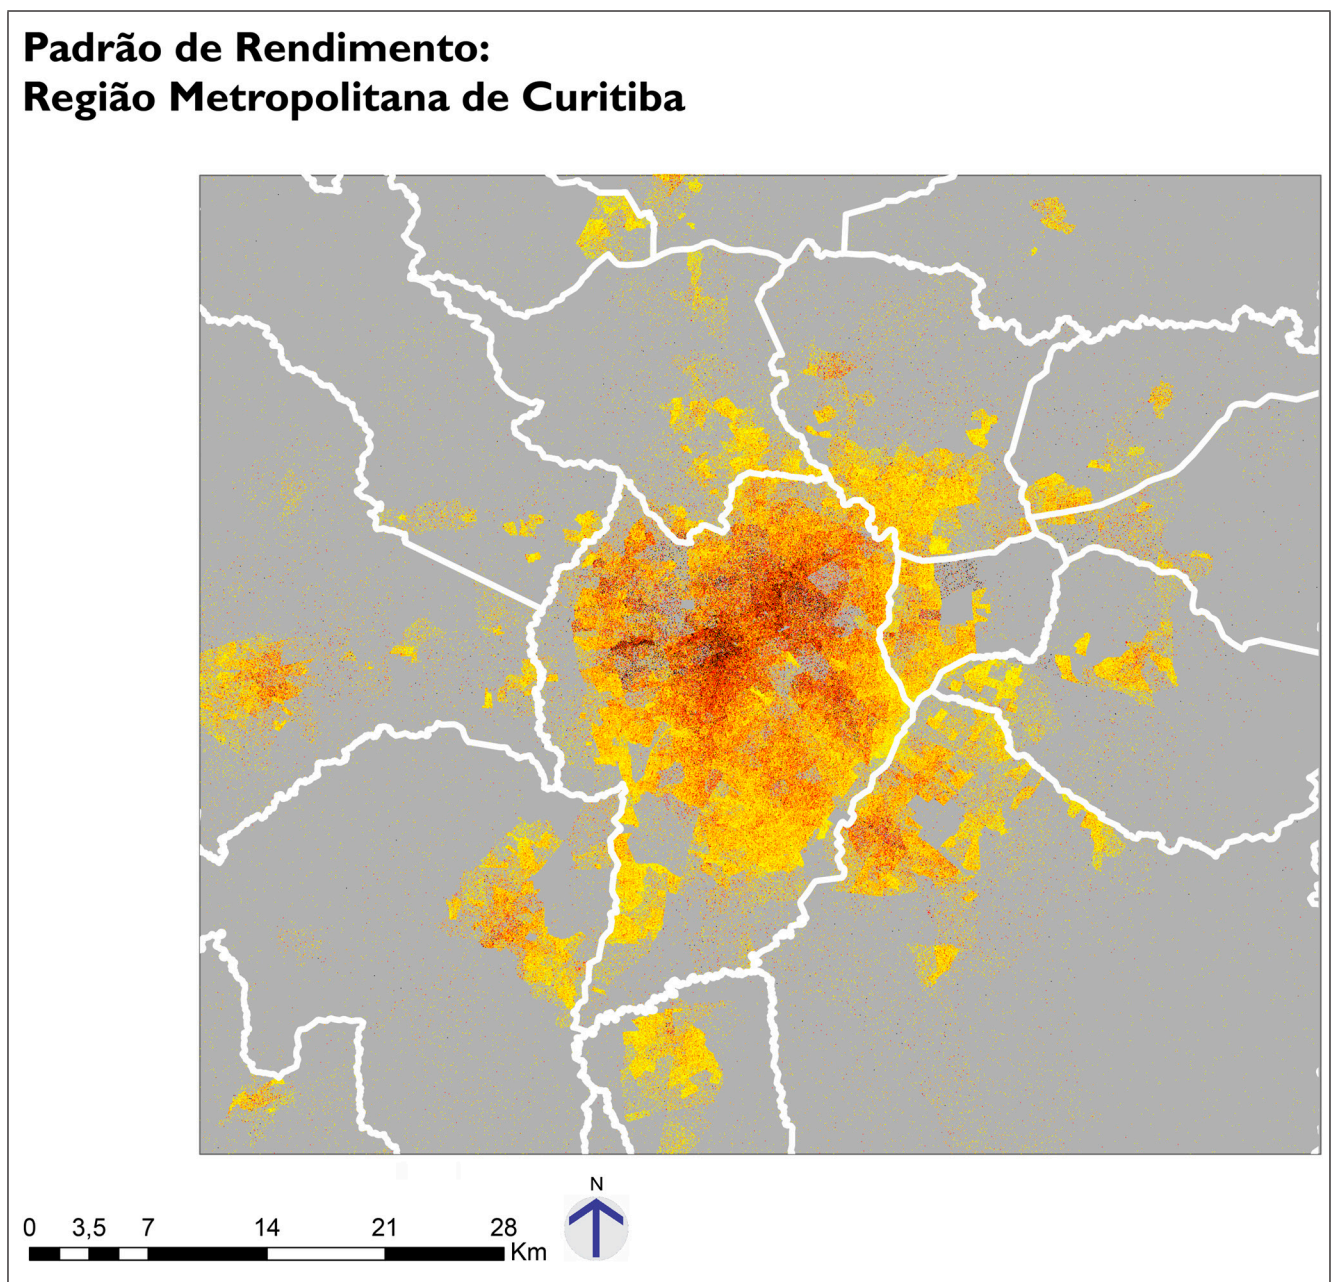 Padrão de Rendimento:
Região Metropolitana de Curitiba
N
0 3,5 7 14 21 28
Km